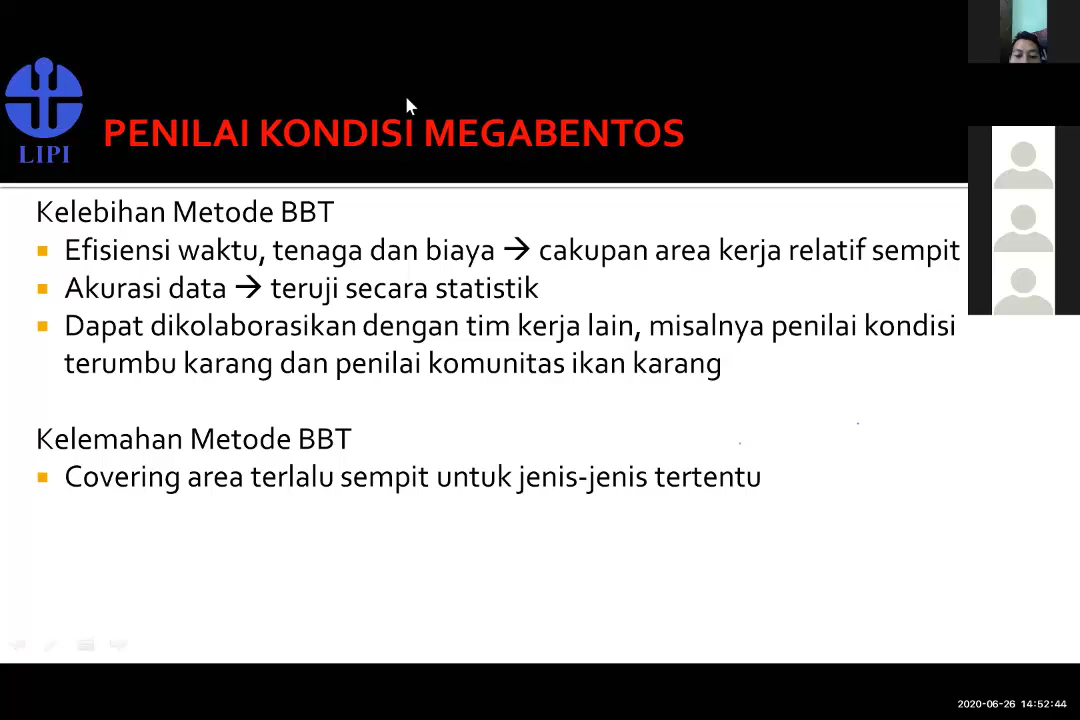 LIPI
PENILAI KONDISI MEGABENTOS
Kelebihan Metode BBT
Efisiensi waktu, tenaga dan biaya → cakupan area kerja relatif sempit
Akurasi data → teruji secara statistik
Dapat dikolaborasikan dengan tim kerja lain, misalnya penilai kondisi
terumbu karang dan penilai komunitas ikan karang
Kelemahan Metode BBT
Covering area terlalu sempit untuk jenis-jenis tertentu
2020-06-26 14:52:44